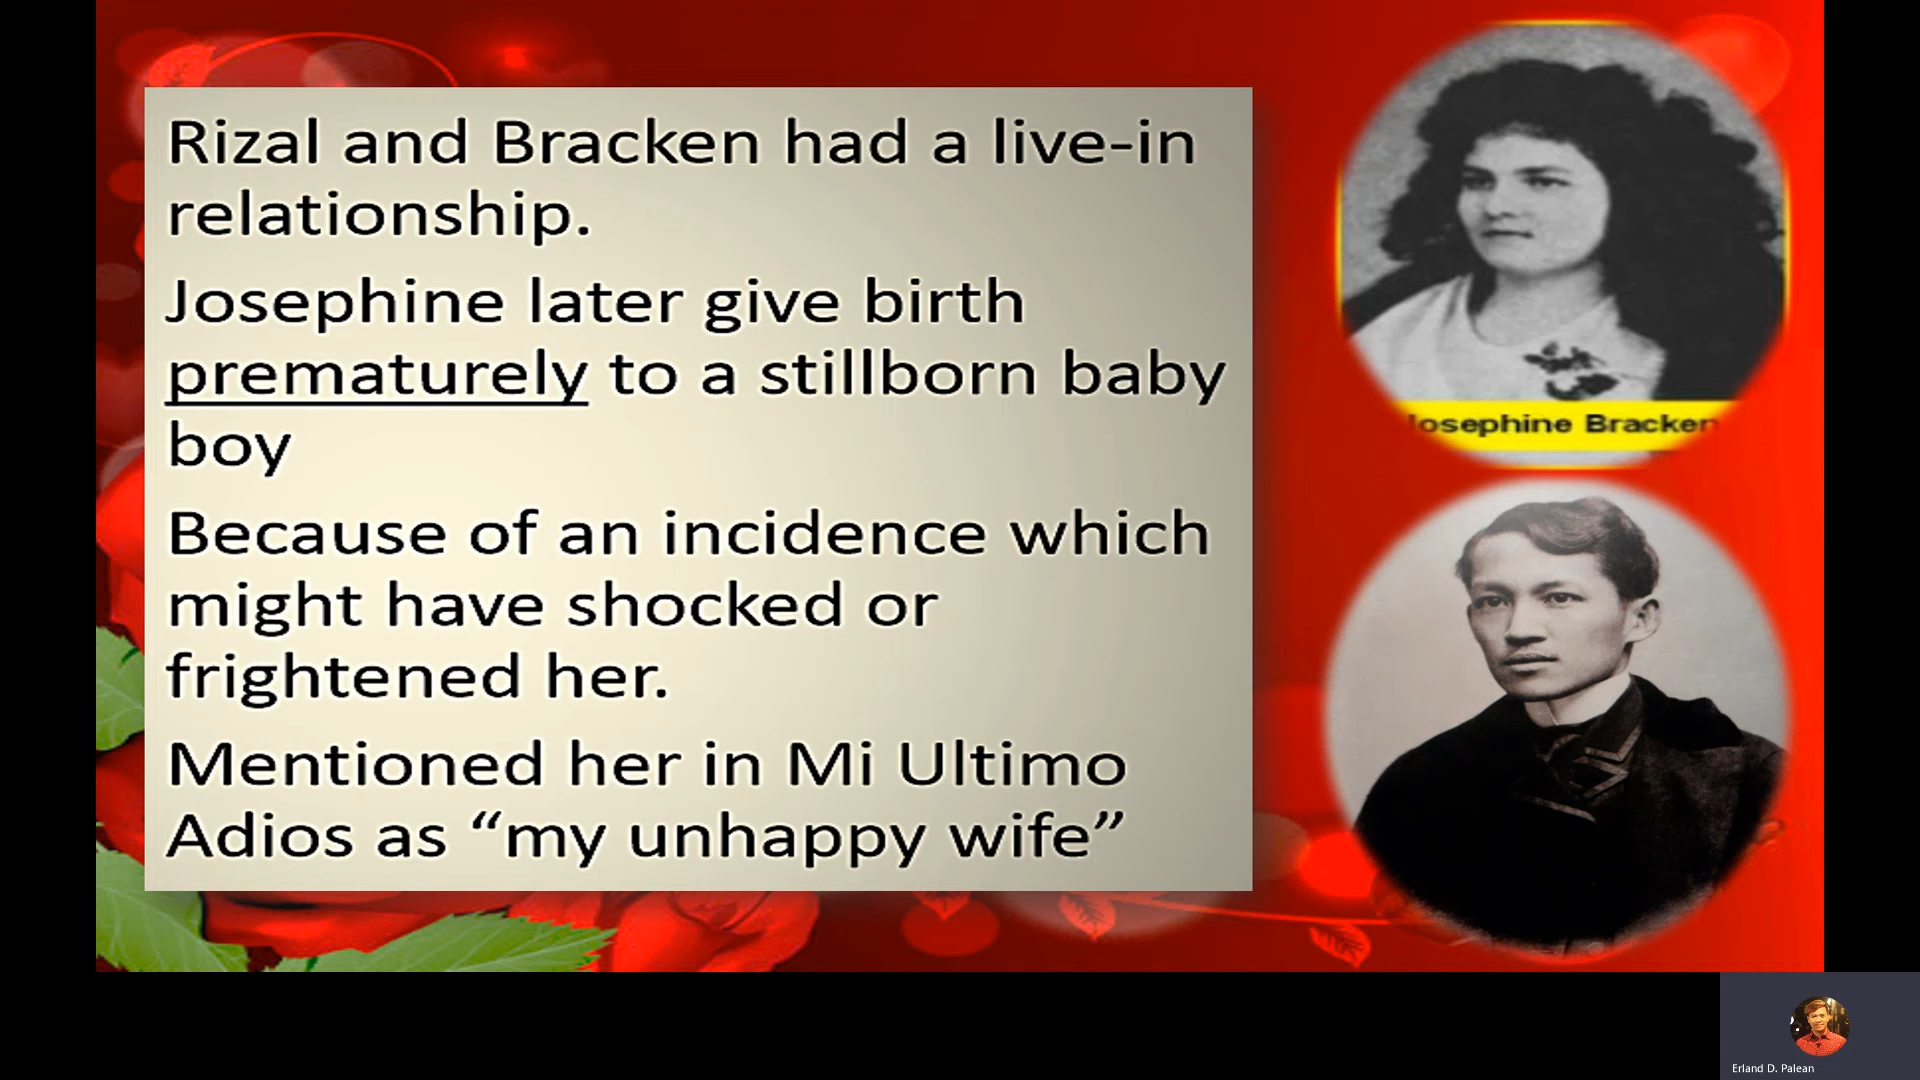 Rizal and Bracken had a live-in
relationship.
Josephine later give birth
prematurely to a stillborn baby
boy
Because of an incidence which
might have shocked or
frightened her.
Mentioned her in Mi Ultimo
Adios as “my unhappy wife”
Josephine Bracken
Erland D. Palean